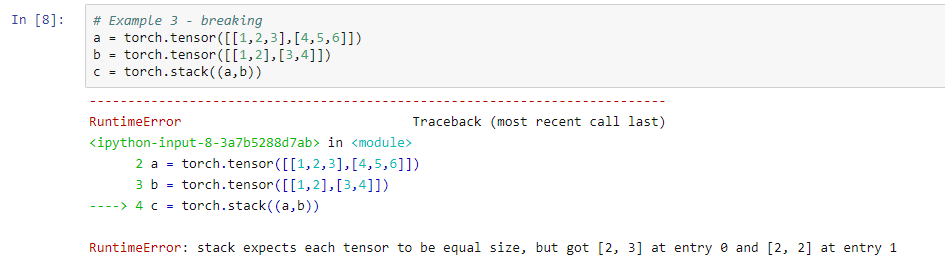 In [8]:
# Example 3 - breaking
a = torch.tensor([[1,2,3],[4,5,6]])
b = torch.tensor([[1,2],[3,4]])
c = torch.stack((a,b))
---------------------------------------------------------------------------
RuntimeError                              Traceback (most recent call last)
<ipython-input-8-3a7b5288d7ab> in <module>
      2 a = torch.tensor([[1,2,3],[4,5,6]])
      3 b = torch.tensor([[1,2],[3,4]])
----> 4 c = torch.stack((a,b))
RuntimeError: stack expects each tensor to be equal size, but got [2, 3] at entry 0 and [2, 2] at entry 1